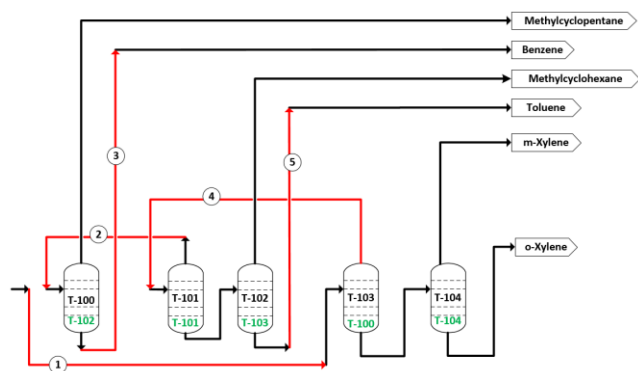 Methylcyclopentane
Benzene
Methylcyclohexane
Toluene
m-Xylene
o-Xylene
3
5
4
2
T-100
T-102
T-101
T-101
T-102
T-103
T-103
T-100
T-104
T-104
1